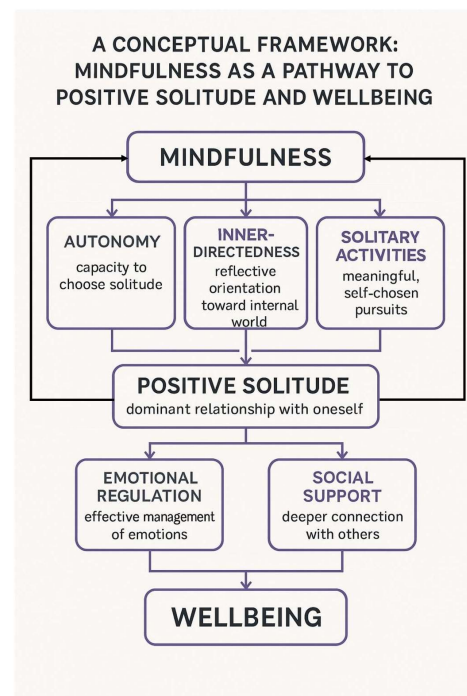 A CONCEPTUAL FRAMEWORK:
MINDFULNESS AS A PATHWAY TO
POSITIVE SOLITUDE AND WELLBEING
MINDFULNESS
AUTONOMY
capacity to
choose solitude
INNER-
DIRECTEDNESS
reflective
orientation
toward internal
world
SOLITARY
ACTIVITIES
meaningful,
self-chosen
pursuits
POSITIVE SOLITUDE
dominant relationship with oneself
EMOTIONAL
REGULATION
effective management
of emotions
SOCIAL
SUPPORT
deeper connection
with others
WELLBEING